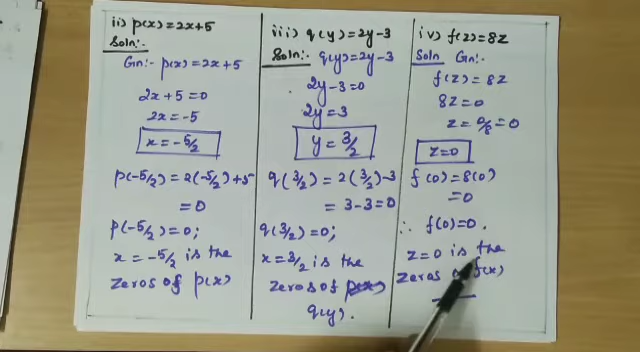 ii) p(x)=2x+5
Soln:-
Gn:- p(x)=2x+5
2x+5=0
2x=-5
x=-5/2
p(-5/2)=2(-5/2)+5
=0
p(-5/2)=0;
x=-5/2 is the
zeros of p(x)
iii) q(y)=2y-3
Soln:- q(y)=2y-3
2y-3=0
2y=3
y=3/2
q(3/2)=2(3/2)-3
=3-3=0
q(3/2)=0;
x=3/2 is the
zeros of
q(y).
iv) f(z)=8z
Soln Gn:-
f(z)=8z
8z=0
z=0/8=0
z=0
f(0)=8(0)
=0
∴ f(0)=0.
z=0 is the
zeros f(x)